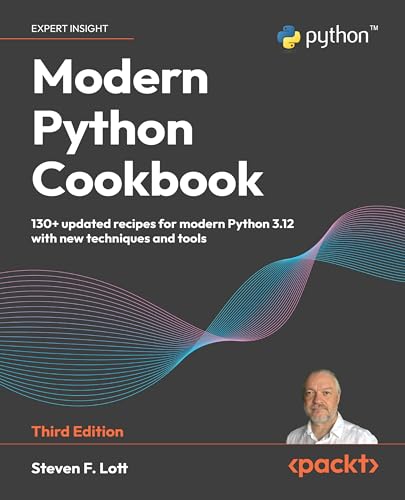 EXPERT INSIGHT
python™
Modern
Python
Cookbook
130+ updated recipes for modern Python 3.12
with new techniques and tools
Third Edition
Steven F. Lott
<packt>